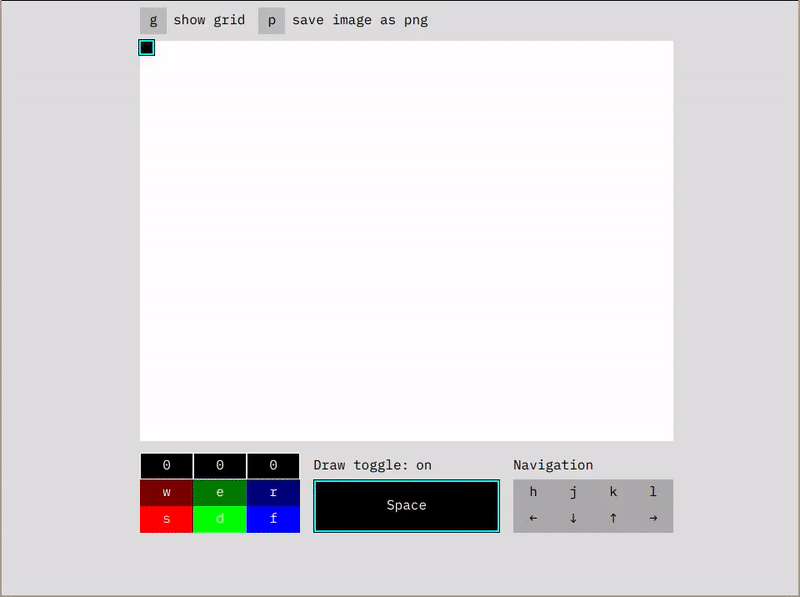 g show grid p save image as png
0 0 0 Draw toggle: on Navigation
w e r h j k l
Space
s d f ← ↓ ↑ →